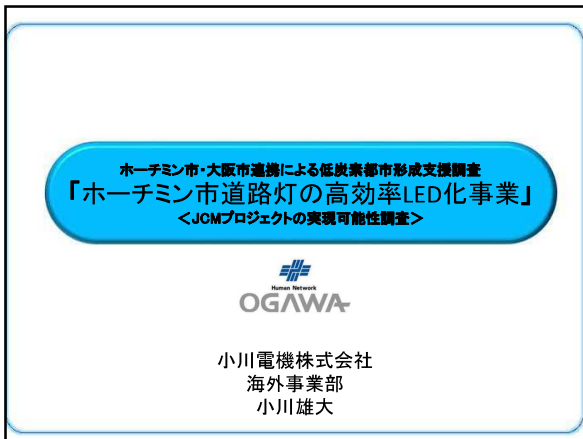 ホーチミン市・大阪市連携による低炭素都市形成支援調査
「ホーチミン市道路灯の高効率LED化事業」
＜JCMプロジェクトの実現可能性調査＞
Human Network
OGAWA
小川電機株式会社
海外事業部
小川雄大